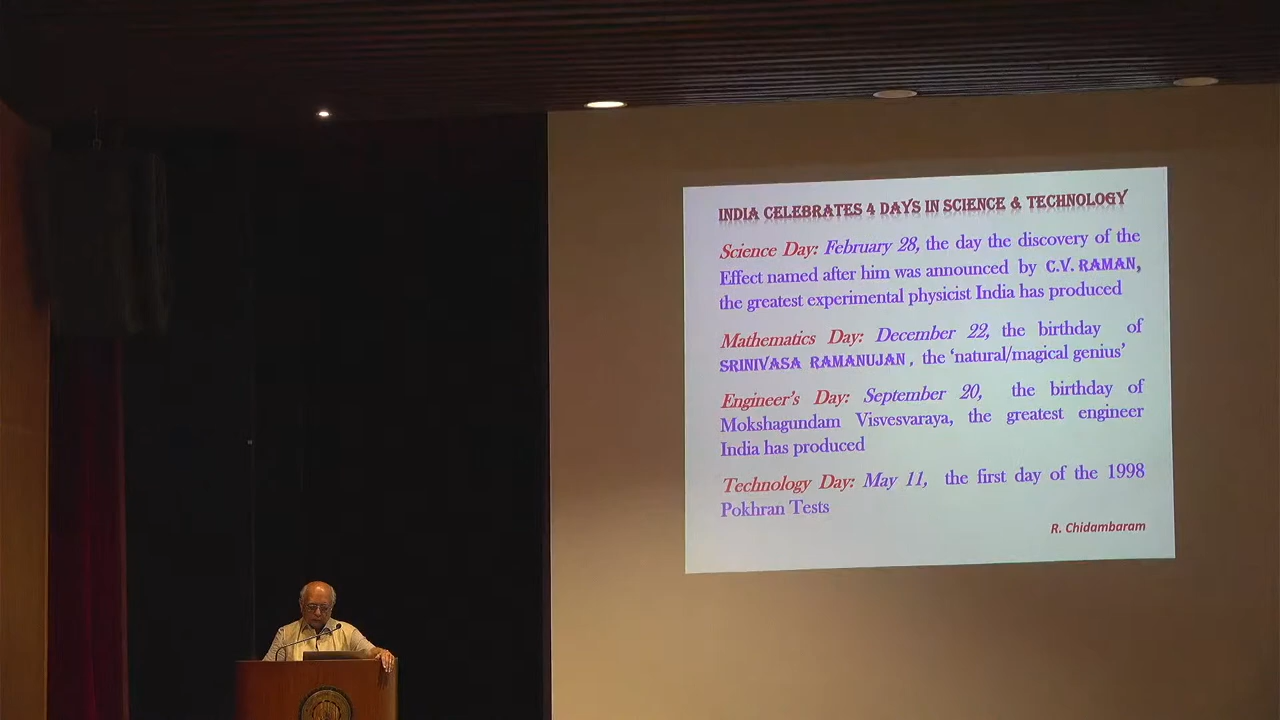 INDIA CELEBRATES 4 DAYS IN SCIENCE & TECHNOLOGY
Science Day: February 28, the day the discovery of the
Effect named after him was announced by C.V. RAMAN,
the greatest experimental physicist India has produced
Mathematics Day: December 22, the birthday of
SRINIVASA RAMANUJAN , the ‘natural/magical genius’
Engineer’s Day: September 20, the birthday of
Mokshagundam Visvesvaraya, the greatest engineer
India has produced
Technology Day: May 11, the first day of the 1998
Pokhran Tests
R. Chidambaram